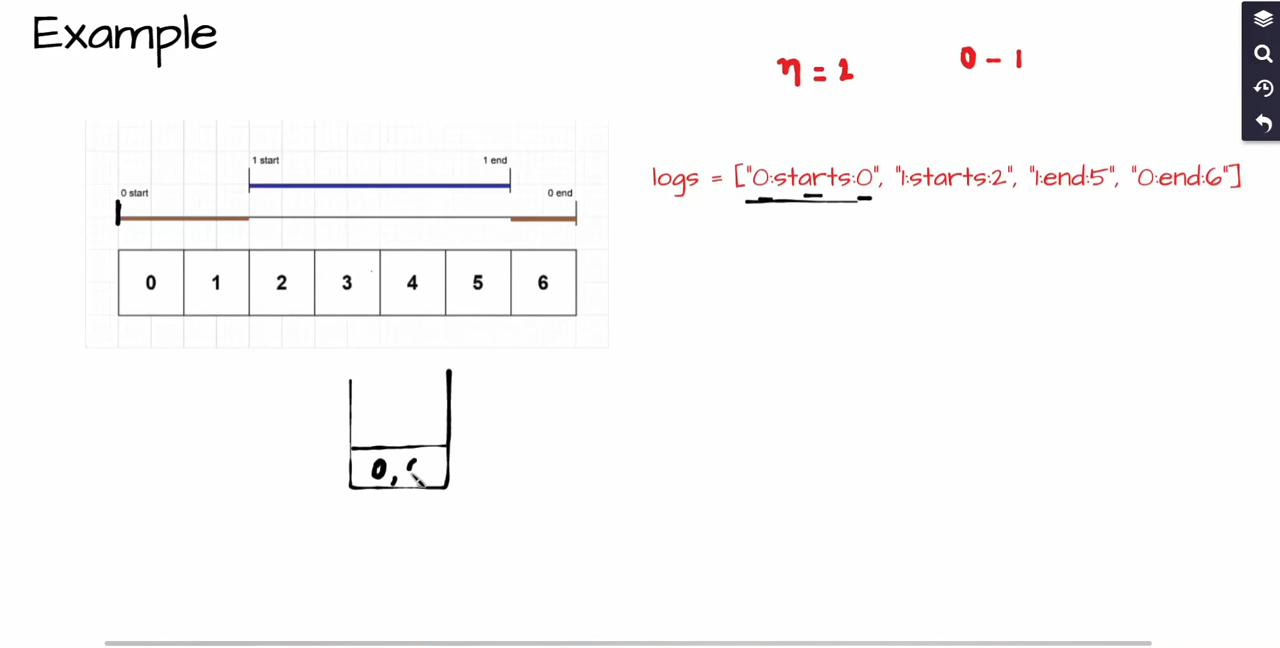 Example
η = 2
0 - 1
logs = ["0:starts:0", "1:starts:2", "1:end:5", "0:end:6"]
1 start
1 end
0 start
0 end
0 1 2 3 4 5 6
0,